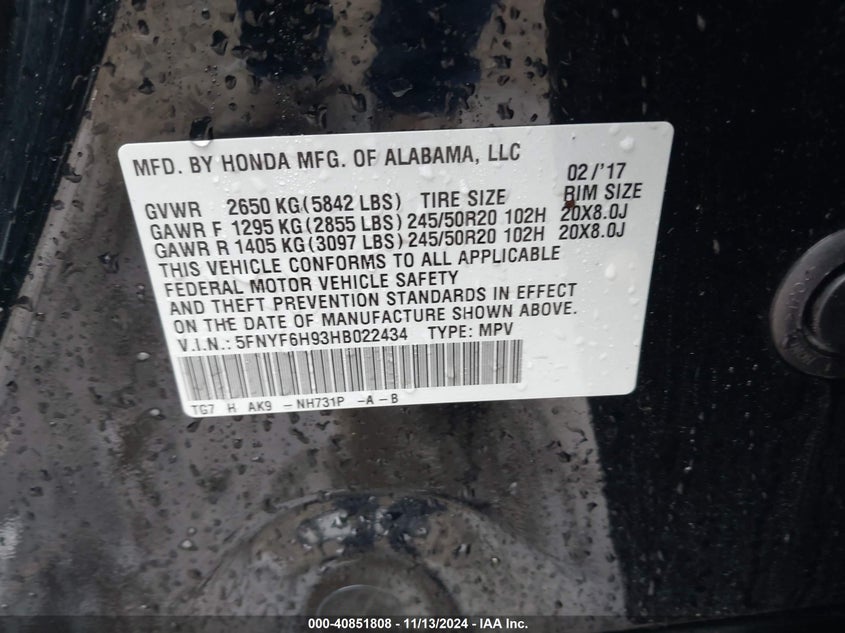 MFD. BY HONDA MFG. OF ALABAMA, LLC 02/'17
GVWR 2650 KG(5842 LBS) TIRE SIZE RIM SIZE
GAWR F 1295 KG(2855 LBS) 245/50R20 102H 20X8.0J
GAWR R 1405 KG(3097 LBS) 245/50R20 102H 20X8.0J
THIS VEHICLE CONFORMS TO ALL APPLICABLE
FEDERAL MOTOR VEHICLE SAFETY
AND THEFT PREVENTION STANDARDS IN EFFECT
ON THE DATE OF MANUFACTURE SHOWN ABOVE.
V.I.N.: 5FNYF6H93HB022434 TYPE: MPV
TG7 H AK9 - NH731P -A - B
000-40851808 - 11/13/2024 - IAA Inc.